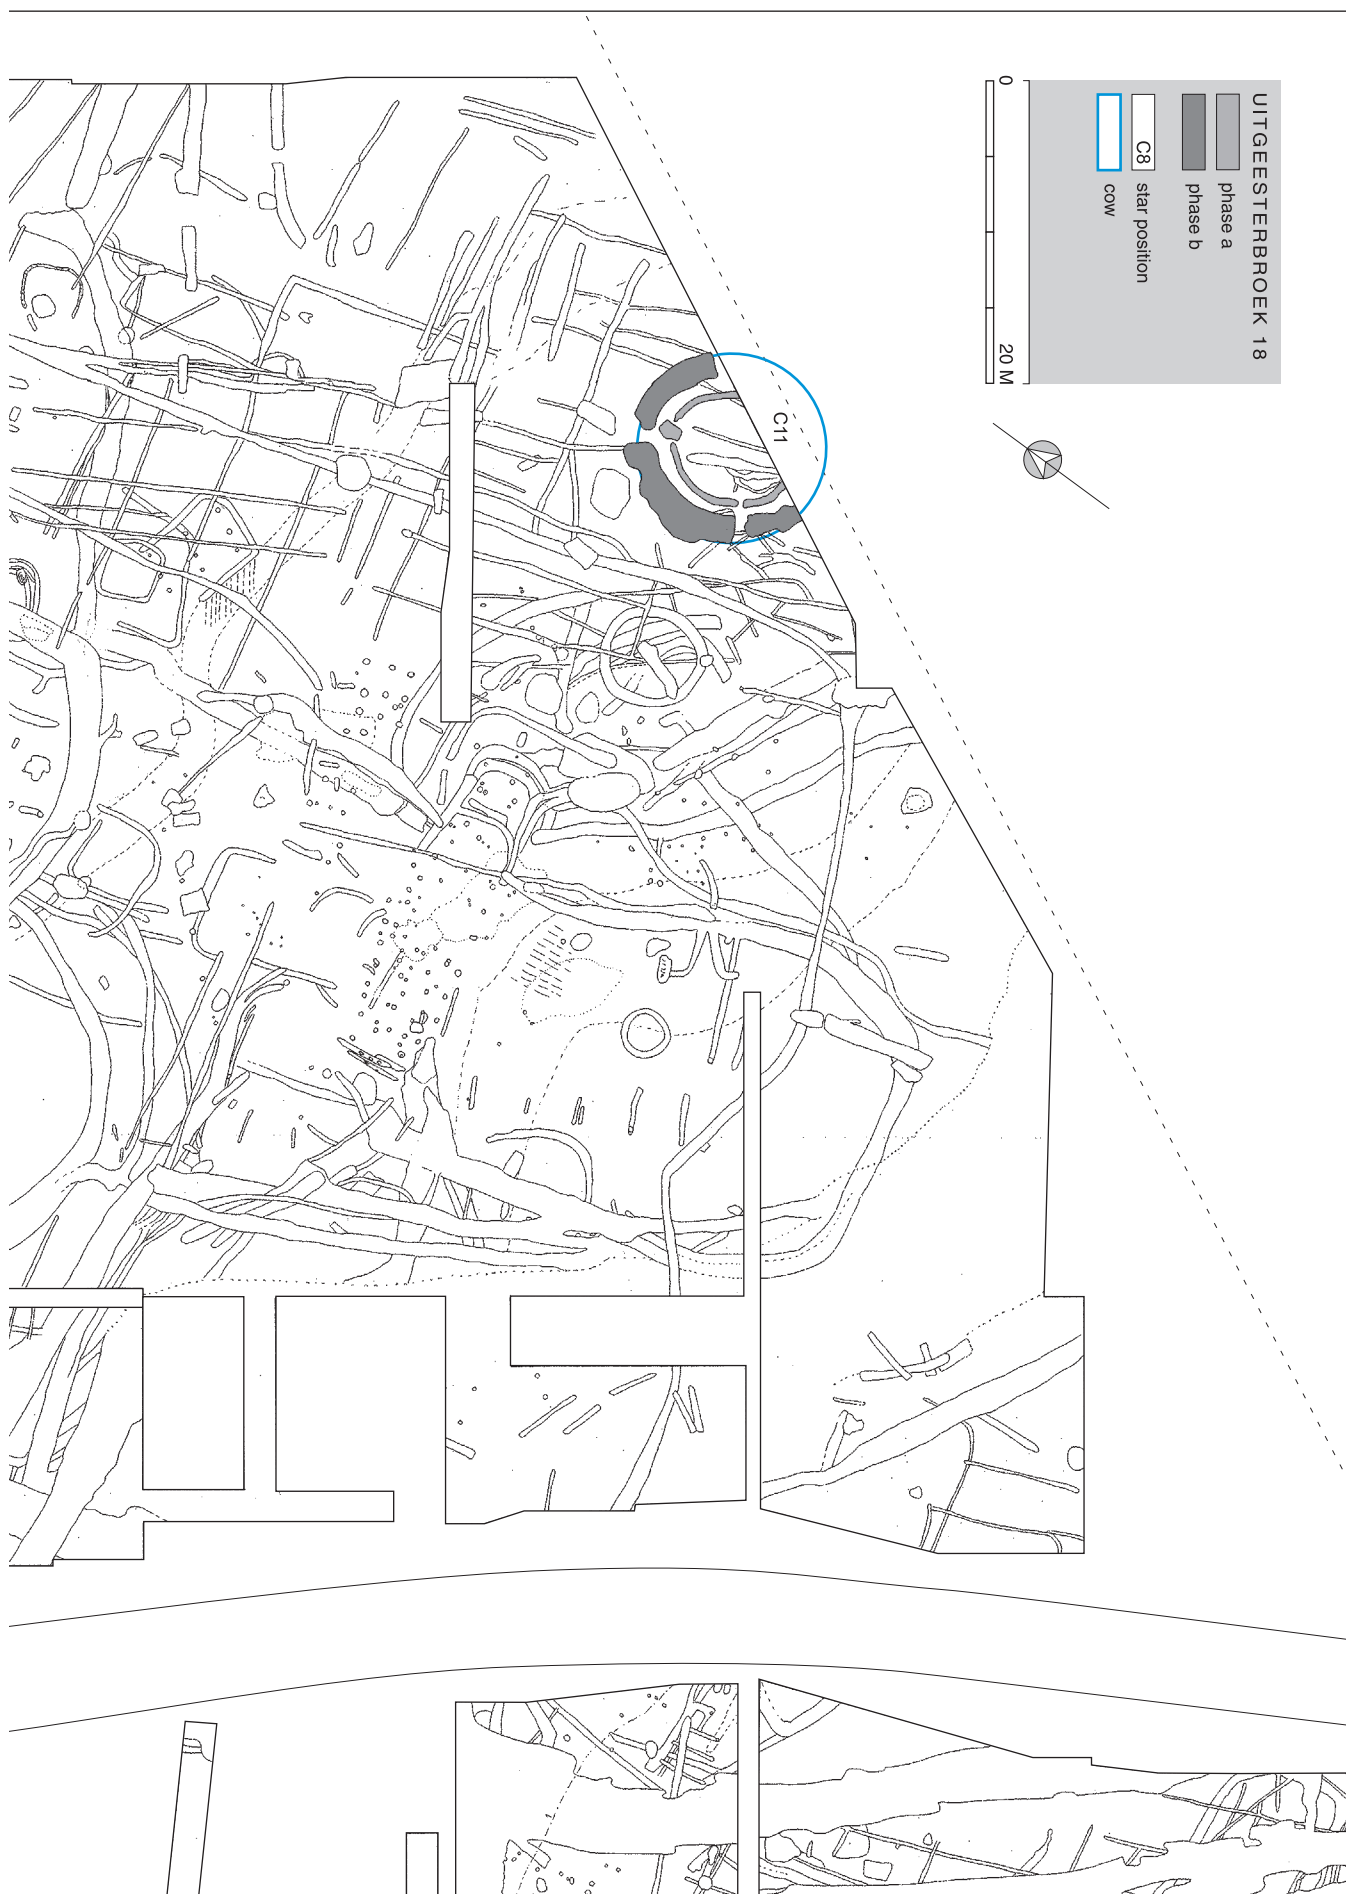 UITGEESTERBROEK 18
phase a
phase b
C8 star position
cow
0 20 M
C11